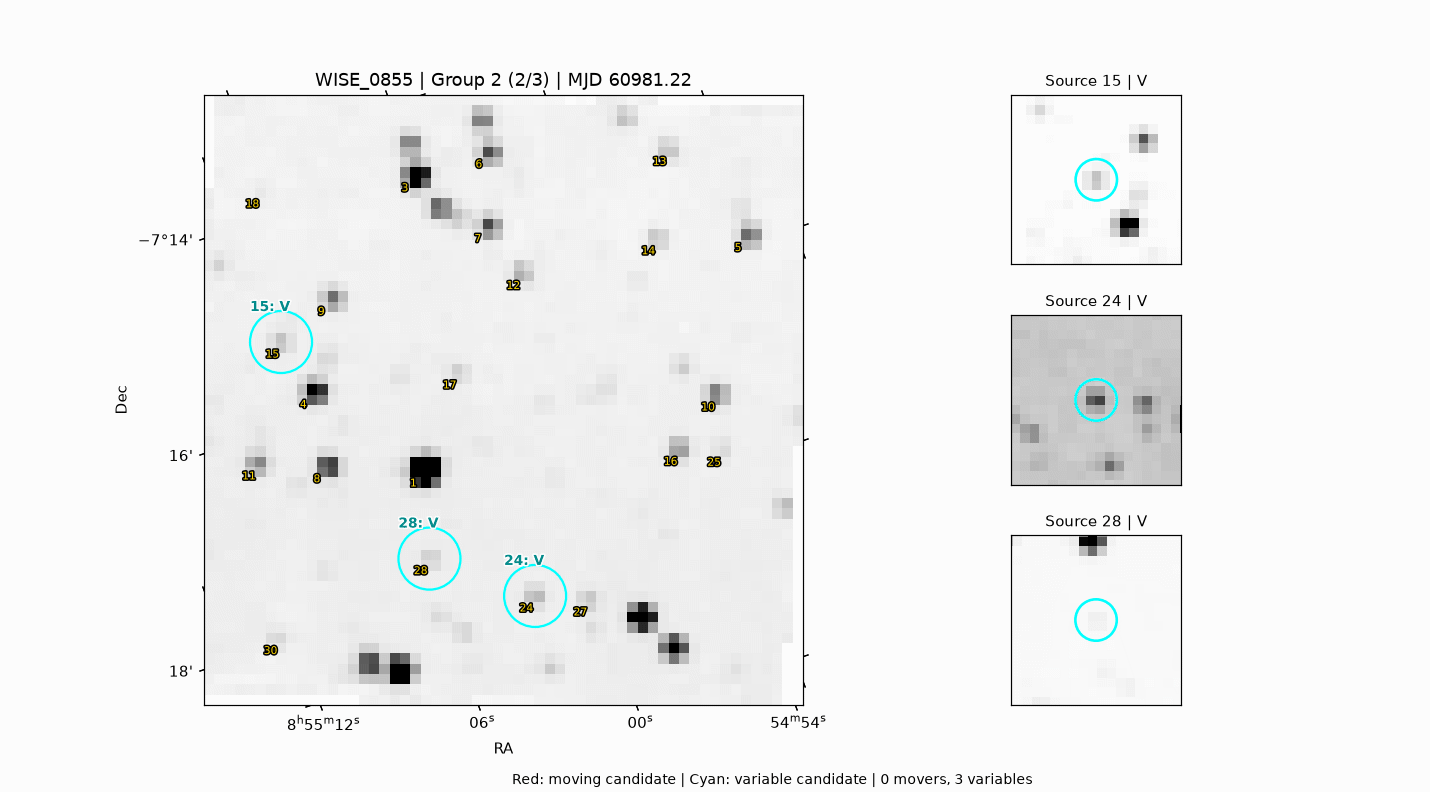 WISE_0855 | Group 2 (2/3) | MJD 60981.22
Source 15 | V
6
13
3
18
7
14
5
−7°14'
12
15: V
9
15
Source 24 | V
17
4
10
Dec
16'
16
25
11
8
1
28: V
Source 28 | V
24: V
28
24
27
30
18'
8ʰ55ᵐ12ˢ
06ˢ
00ˢ
54ᵐ54ˢ
RA
Red: moving candidate | Cyan: variable candidate | 0 movers, 3 variables